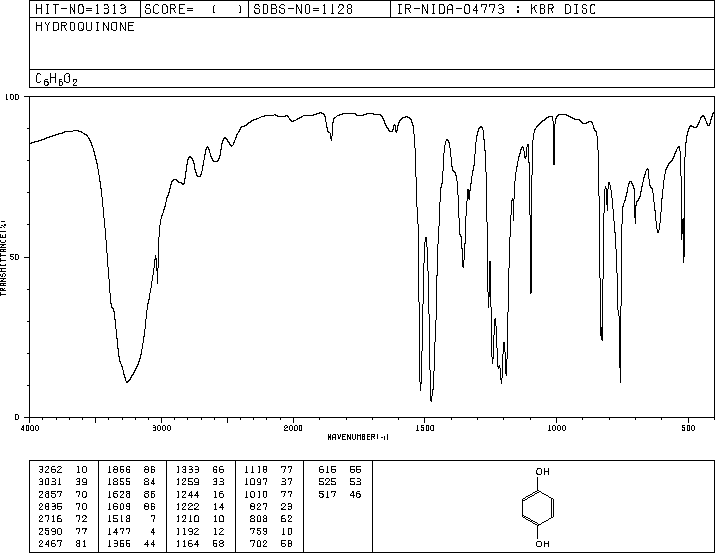 HIT-NO=1313 SCORE= ( ) SDBS-NO=1128 IR-NIDA-04773 : KBR DISC
HYDROQUINONE
C6H6O2
100
TRANSMITTANCE(%)
50
0
4000 3000 2000 1500 1000 500
WAVENUMBER(-1)
3262 10 1866 86 1333 66 1118 77 615 55
3031 39 1855 84 1259 33 1097 37 525 53
2857 70 1628 86 1244 16 1010 77 517 46
2835 70 1609 86 1222 14 827 23
2716 72 1518 7 1210 10 808 62
2590 77 1477 4 1192 12 759 10
2467 81 1366 44 1164 58 702 58
OH
OH